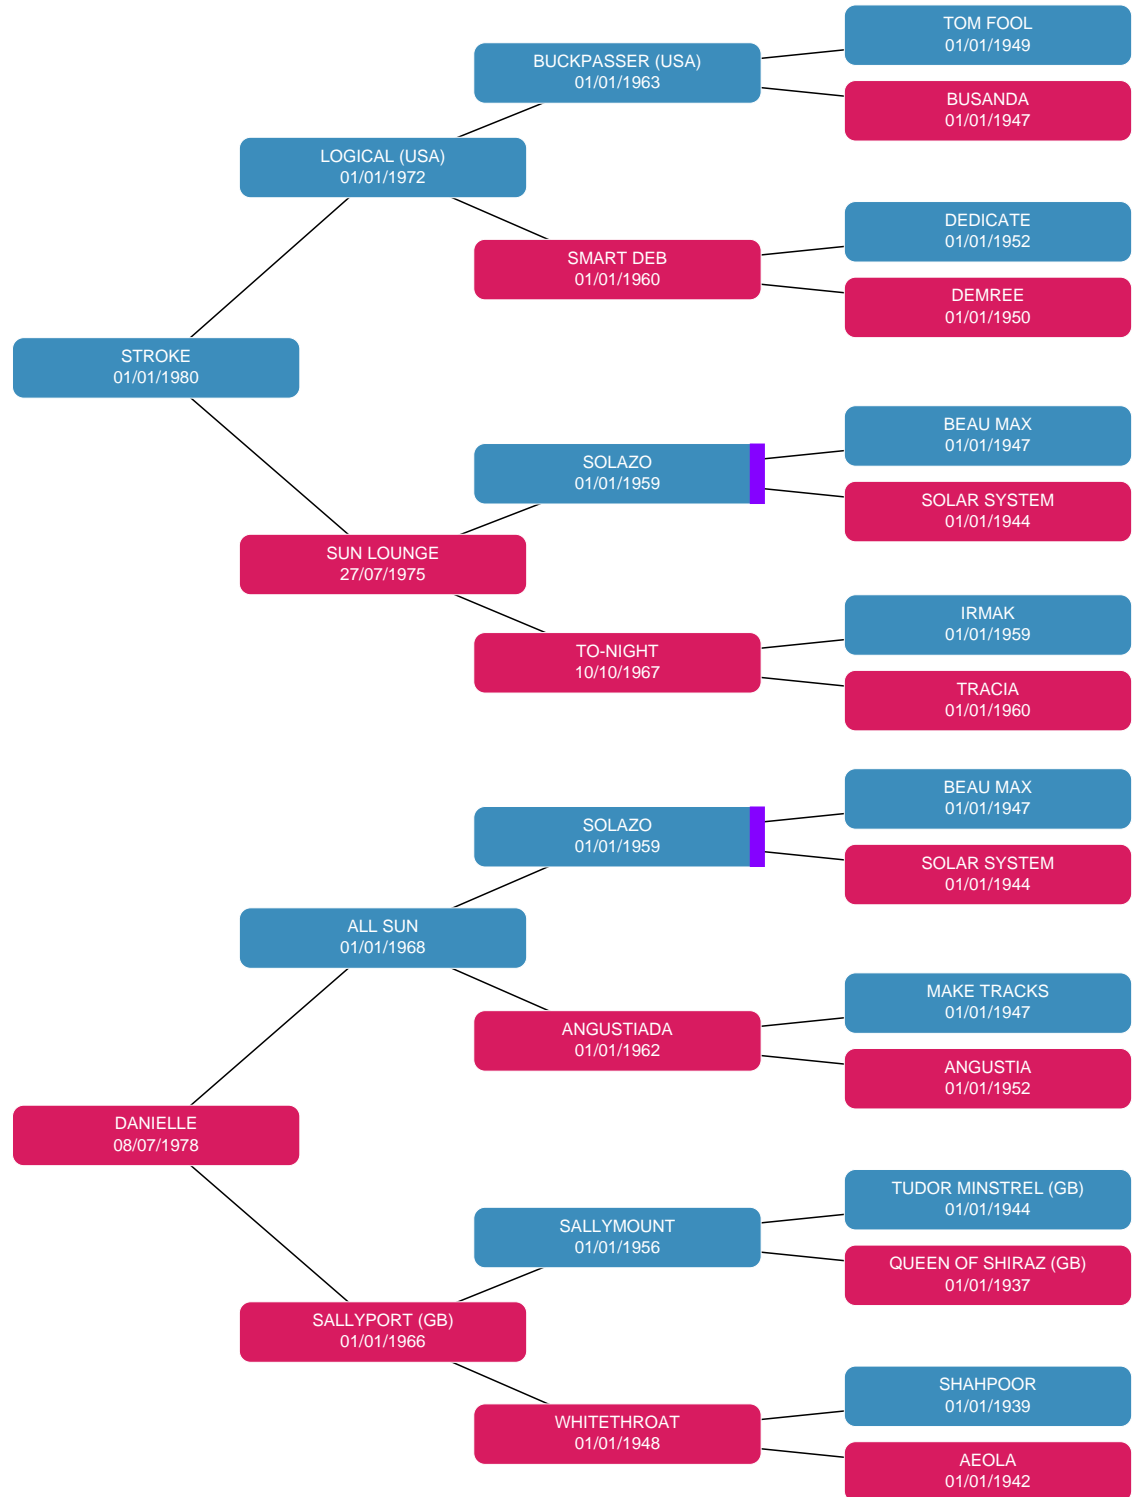 TOM FOOL
01/01/1949
BUCKPASSER (USA)
01/01/1963
BUSANDA
01/01/1947
LOGICAL (USA)
01/01/1972
DEDICATE
01/01/1952
SMART DEB
01/01/1960
DEMREE
01/01/1950
STROKE
01/01/1980
BEAU MAX
01/01/1947
SOLAZO
01/01/1959
SOLAR SYSTEM
01/01/1944
SUN LOUNGE
27/07/1975
IRMAK
01/01/1959
TO-NIGHT
10/10/1967
TRACIA
01/01/1960
BEAU MAX
01/01/1947
SOLAZO
01/01/1959
SOLAR SYSTEM
01/01/1944
ALL SUN
01/01/1968
MAKE TRACKS
01/01/1947
ANGUSTIADA
01/01/1962
ANGUSTIA
01/01/1952
DANIELLE
08/07/1978
TUDOR MINSTREL (GB)
01/01/1944
SALLYMOUNT
01/01/1956
QUEEN OF SHIRAZ (GB)
01/01/1937
SALLYPORT (GB)
01/01/1966
SHAHPOOR
01/01/1939
WHITETHROAT
01/01/1948
AEOLA
01/01/1942